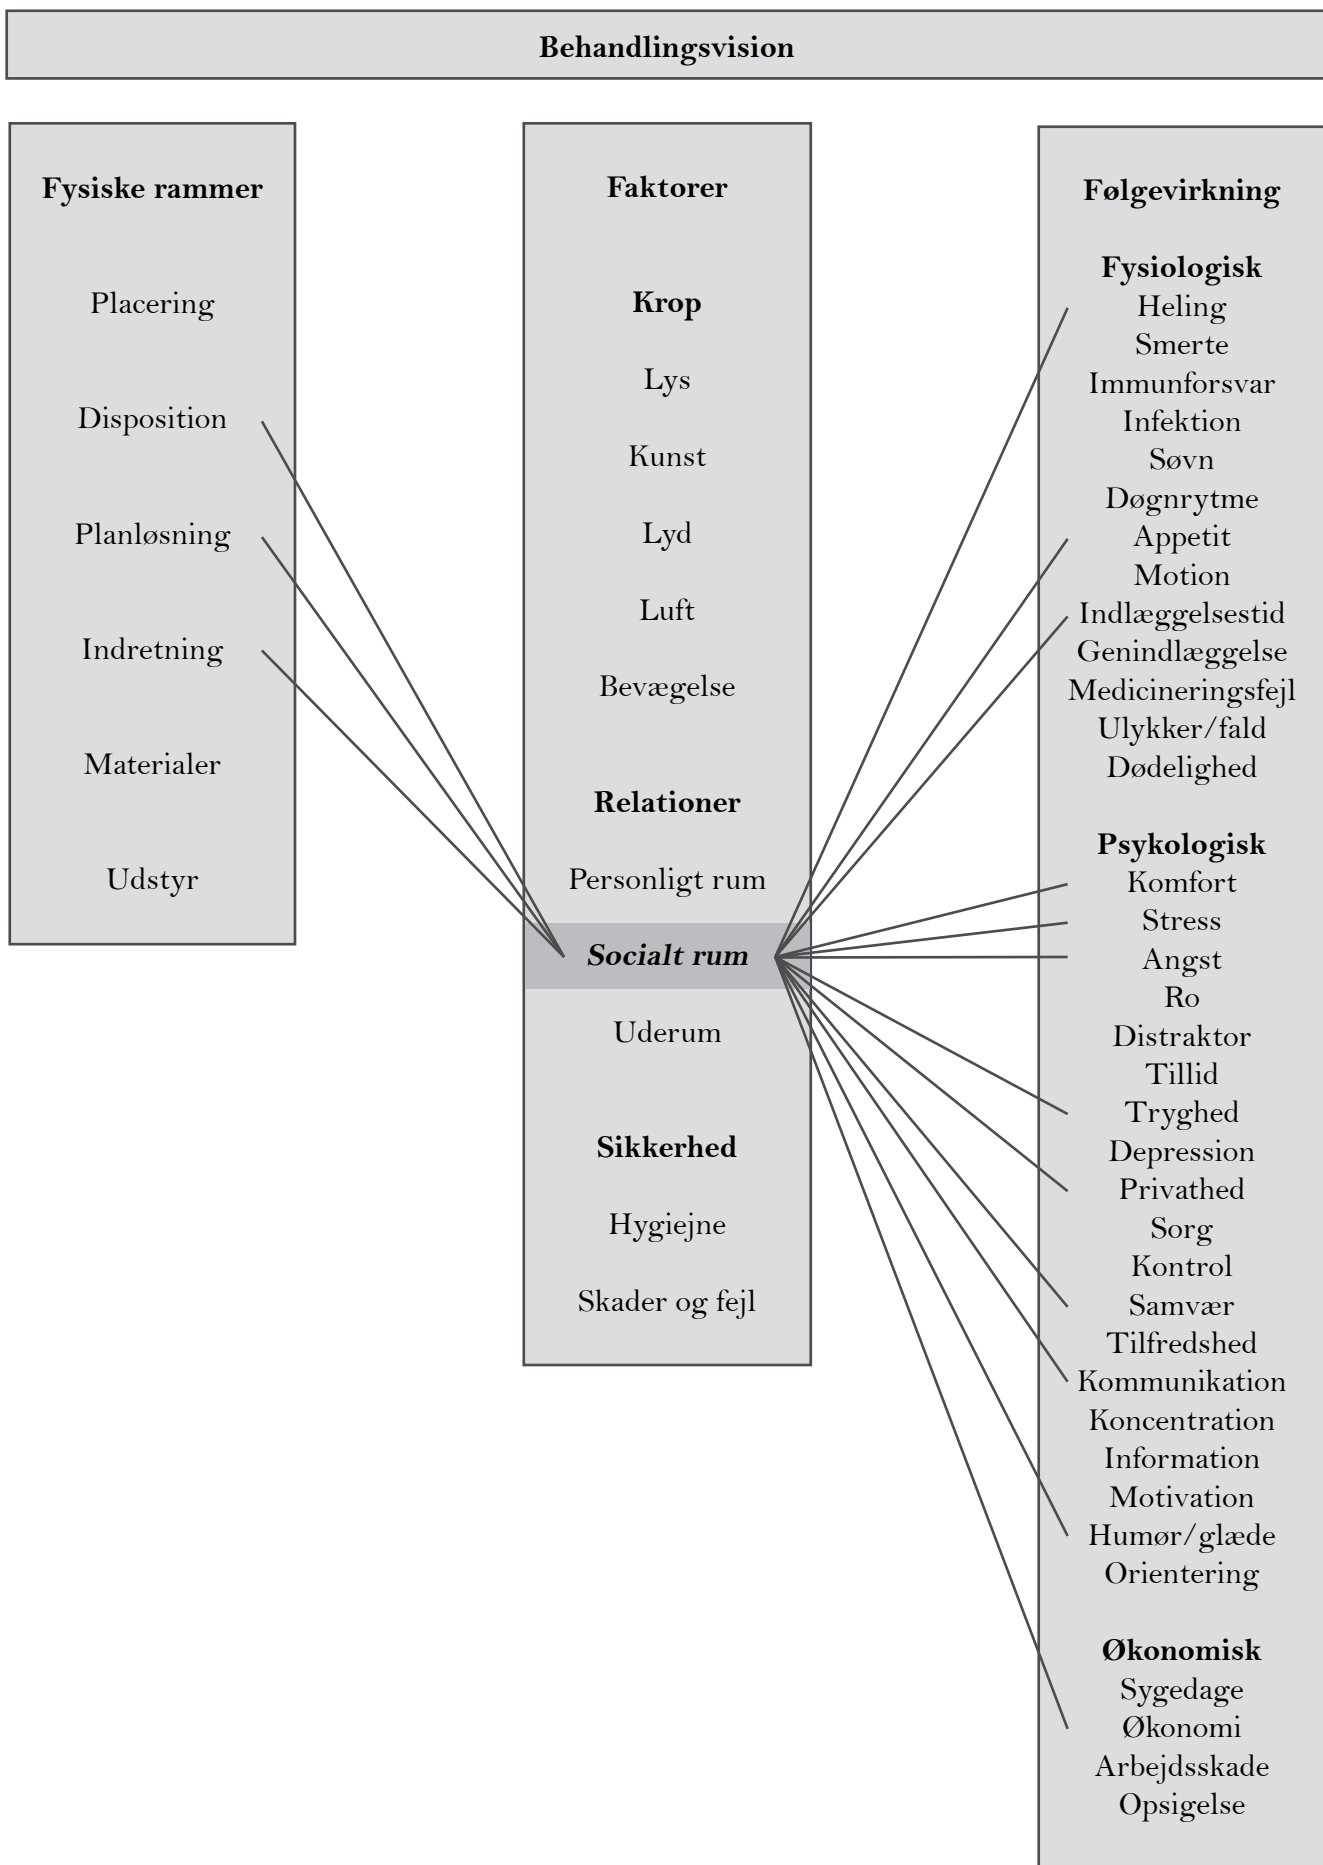 Behandlingsvision
Fysiske rammer
Placering
Disposition
Planløsning
Indretning
Materialer
Udstyr
Faktorer
Krop
Lys
Kunst
Lyd
Luft
Bevægelse
Relationer
Personligt rum
Socialt rum
Uderum
Sikkerhed
Hygiejne
Skader og fejl
Følgevirkning
Fysiologisk
Heling
Smerte
Immunforsvar
Infektion
Søvn
Døgnrytme
Appetit
Motion
Indlæggelsestid
Genindlæggelse
Medicineringsfejl
Ulykker/fald
Dødelighed
Psykologisk
Komfort
Stress
Angst
Ro
Distraktor
Tillid
Tryghed
Depression
Privathed
Sorg
Kontrol
Samvær
Tilfredshed
Kommunikation
Koncentration
Information
Motivation
Humør/glæde
Orientering
Økonomisk
Sygedage
Økonomi
Arbejdsskade
Opsigelse